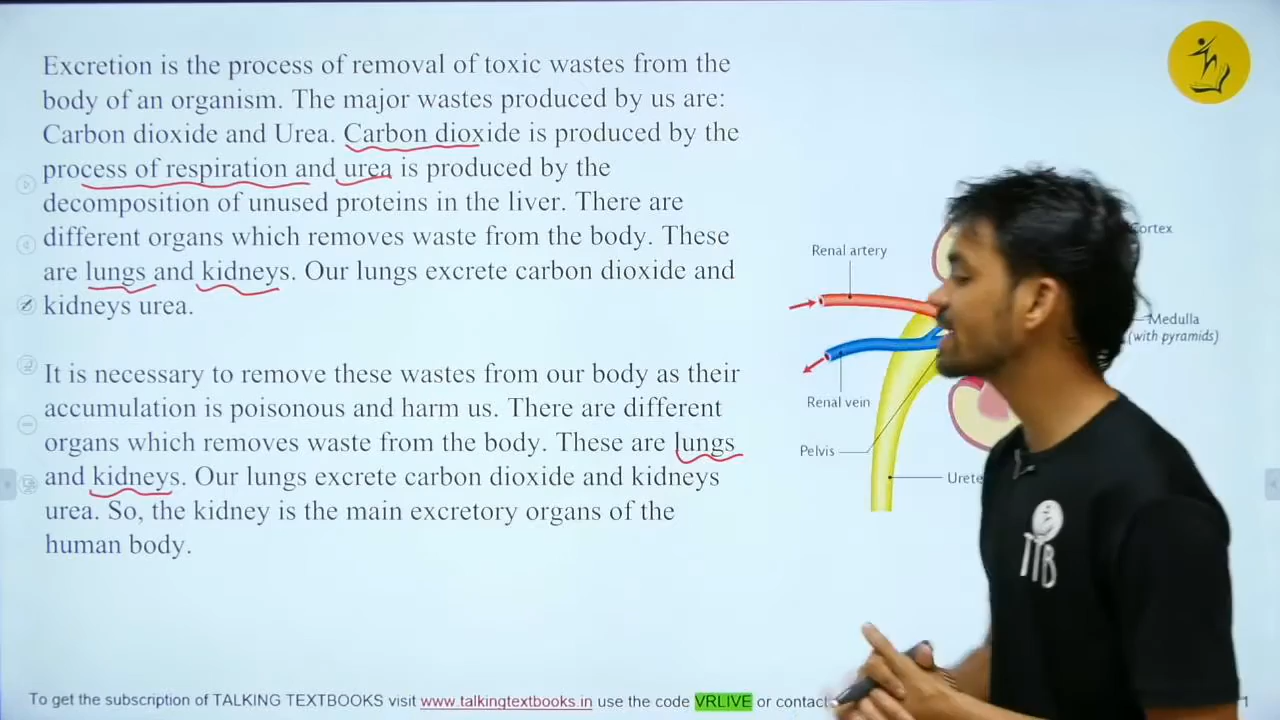 Excretion is the process of removal of toxic wastes from the
body of an organism. The major wastes produced by us are:
Carbon dioxide and Urea. Carbon dioxide is produced by the
process of respiration and urea is produced by the
decomposition of unused proteins in the liver. There are
different organs which removes waste from the body. These
are lungs and kidneys. Our lungs excrete carbon dioxide and
kidneys urea.
It is necessary to remove these wastes from our body as their
accumulation is poisonous and harm us. There are different
organs which removes waste from the body. These are lungs
and kidneys. Our lungs excrete carbon dioxide and kidneys
urea. So, the kidney is the main excretory organs of the
human body.
Renal artery
Cortex
Medulla
(with pyramids)
Renal vein
Pelvis
Urete
TTB
To get the subscription of TALKING TEXTBOOKS visit www.talkingtextbooks.in use the code VRLIVE or contact
1